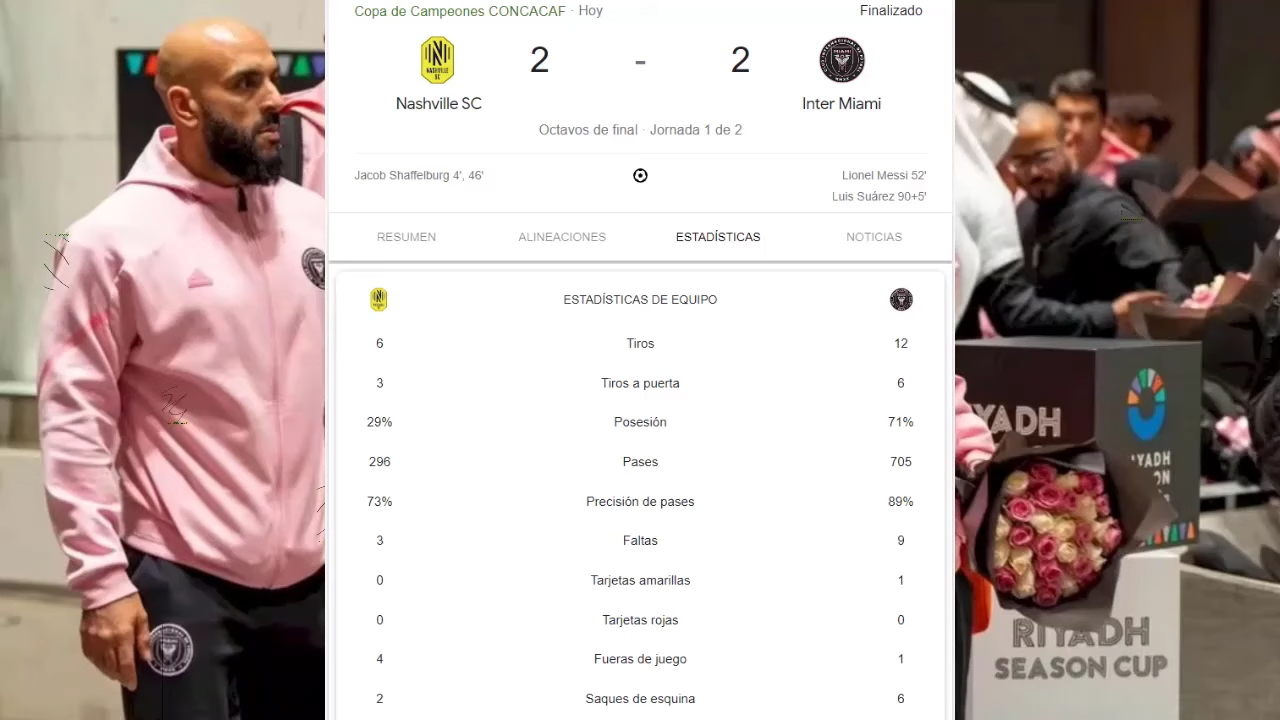 Copa de Campeones CONCACAF · Hoy
Finalizado
2 - 2
NASHVILLE SC
MIAMI
Nashville SC
Inter Miami
Octavos de final · Jornada 1 de 2
Jacob Shaffelburg 4', 46'
Lionel Messi 52'
Luis Suárez 90+5'
RESUMEN ALINEACIONES ESTADÍSTICAS NOTICIAS
ESTADÍSTICAS DE EQUIPO
6 Tiros 12
3 Tiros a puerta 6
29% Posesión 71%
296 Pases 705
73% Precisión de pases 89%
3 Faltas 9
0 Tarjetas amarillas 1
0 Tarjetas rojas 0
4 Fueras de juego 1
2 Saques de esquina 6
RIYADH
SEASON CUP